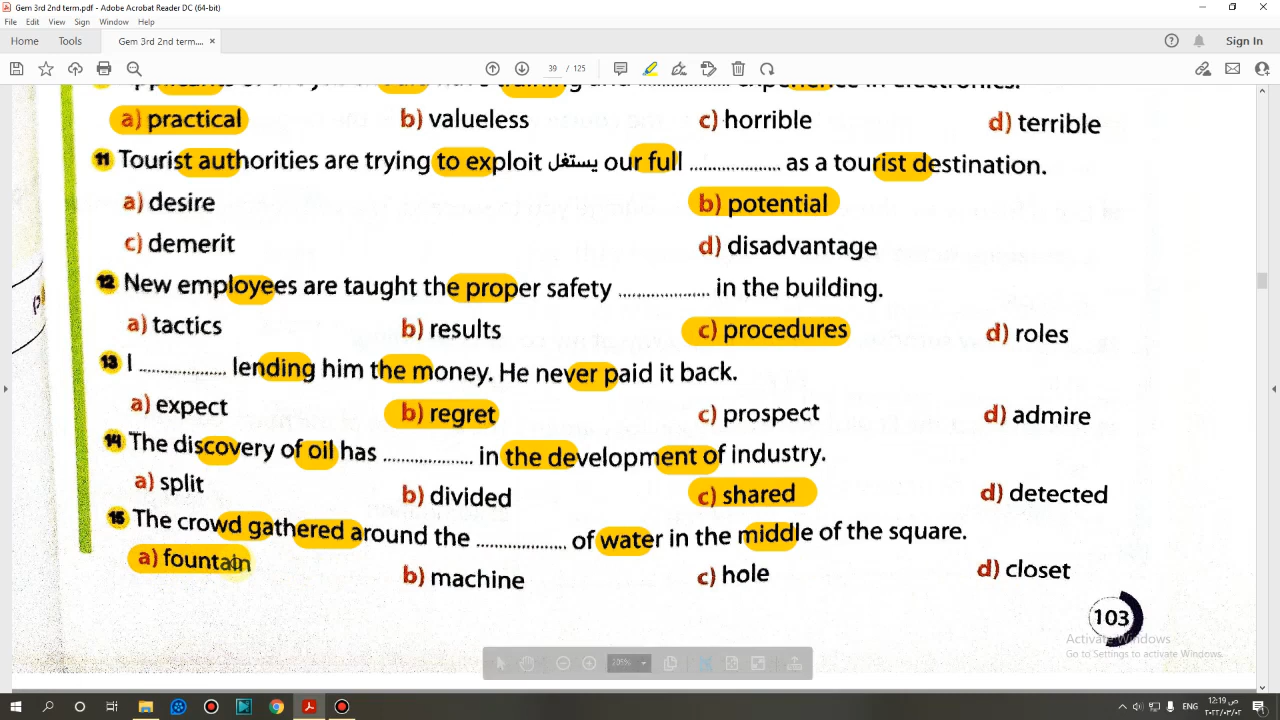 Gem 3rd 2nd term.pdf - Adobe Acrobat Reader DC (64-bit)
File Edit View Sign Window Help
Home Tools Gem 3rd 2nd term.... × Sign In
39 / 125
a) practical b) valueless c) horrible d) terrible
11 Tourist authorities are trying to exploit يستغل our full .................... as a tourist destination.
a) desire b) potential
c) demerit d) disadvantage
12 New employees are taught the proper safety .................... in the building.
a) tactics b) results c) procedures d) roles
13 I .................... lending him the money. He never paid it back.
a) expect b) regret c) prospect d) admire
14 The discovery of oil has .................... in the development of industry.
a) split b) divided c) shared d) detected
15 The crowd gathered around the .................... of water in the middle of the square.
a) fountain b) machine c) hole d) closet
103
Activate Windows
Go to Settings to activate Windows.
ENG ص 12:19